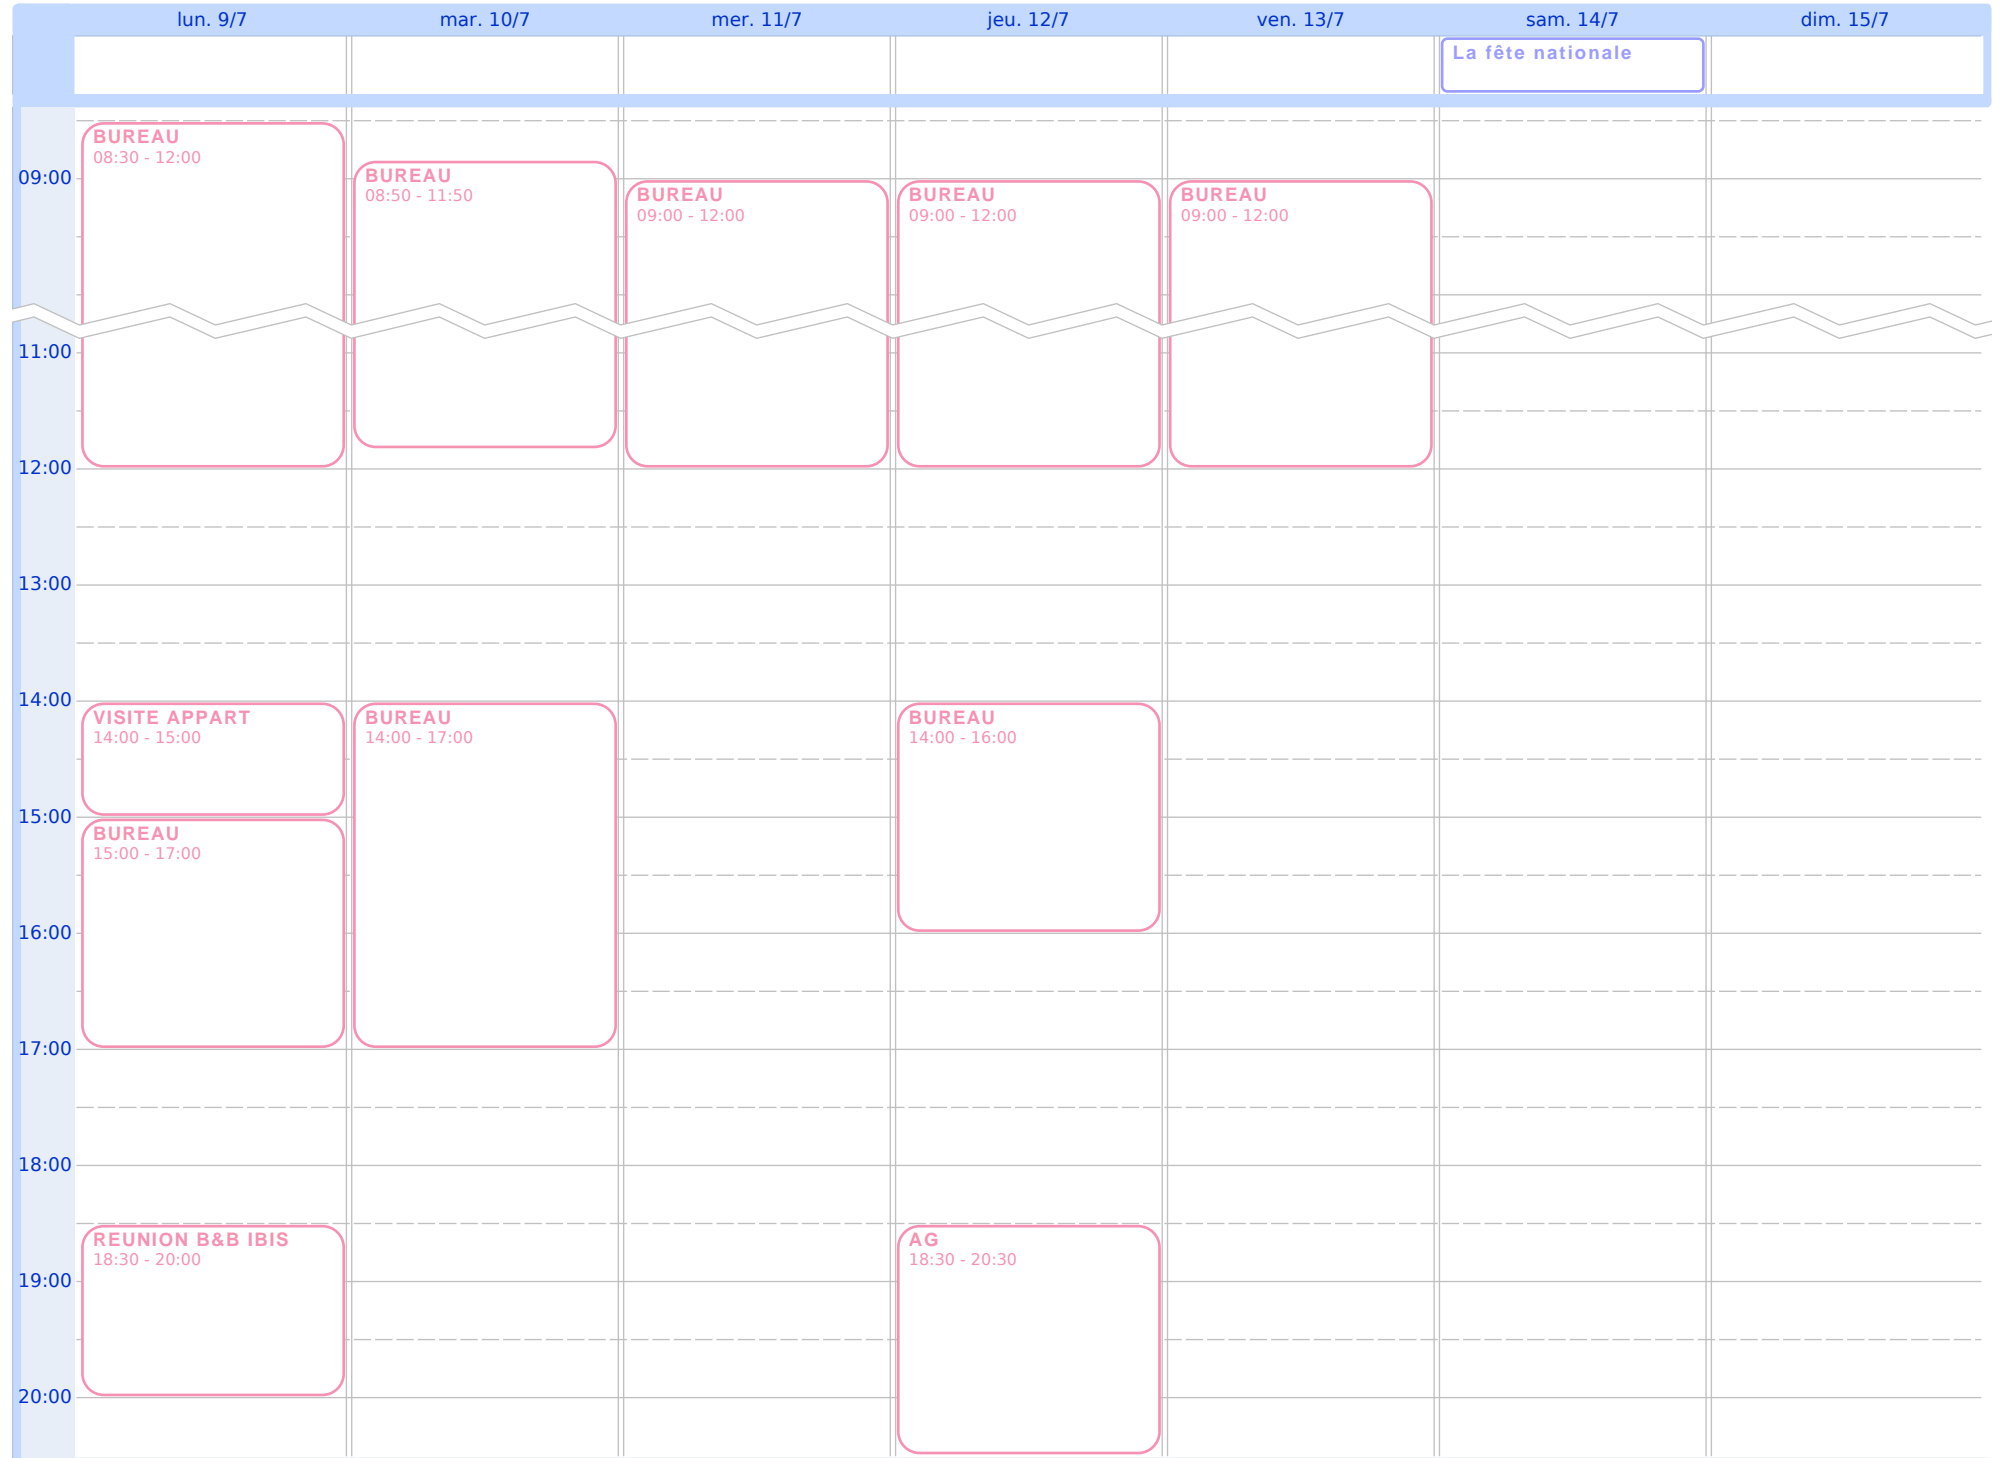 lun. 9/7
mar. 10/7
mer. 11/7
jeu. 12/7
ven. 13/7
sam. 14/7
dim. 15/7
La fête nationale
BUREAU
08:30 - 12:00
BUREAU
08:50 - 11:50
BUREAU
09:00 - 12:00
BUREAU
09:00 - 12:00
BUREAU
09:00 - 12:00
09:00
11:00
12:00
13:00
14:00
VISITE APPART
14:00 - 15:00
BUREAU
14:00 - 17:00
BUREAU
14:00 - 16:00
15:00
BUREAU
15:00 - 17:00
16:00
17:00
18:00
REUNION B&B IBIS
18:30 - 20:00
AG
18:30 - 20:30
19:00
20:00